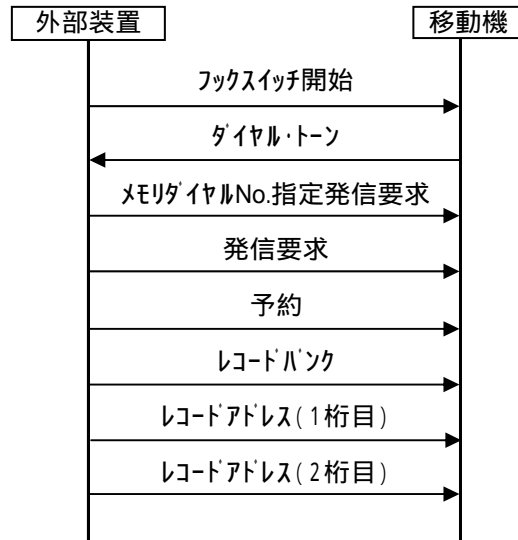 外部装置
移動機
ﾌｯｸｽｲｯﾁ開始
ﾀﾞｲﾔﾙ･ﾄｰﾝ
ﾒﾓﾘﾀﾞｲﾔﾙNo.指定発信要求
発信要求
予約
ﾚｺｰﾄﾞﾊﾞﾝｸ
ﾚｺｰﾄﾞｱﾄﾞﾚｽ(1桁目)
ﾚｺｰﾄﾞｱﾄﾞﾚｽ(2桁目)